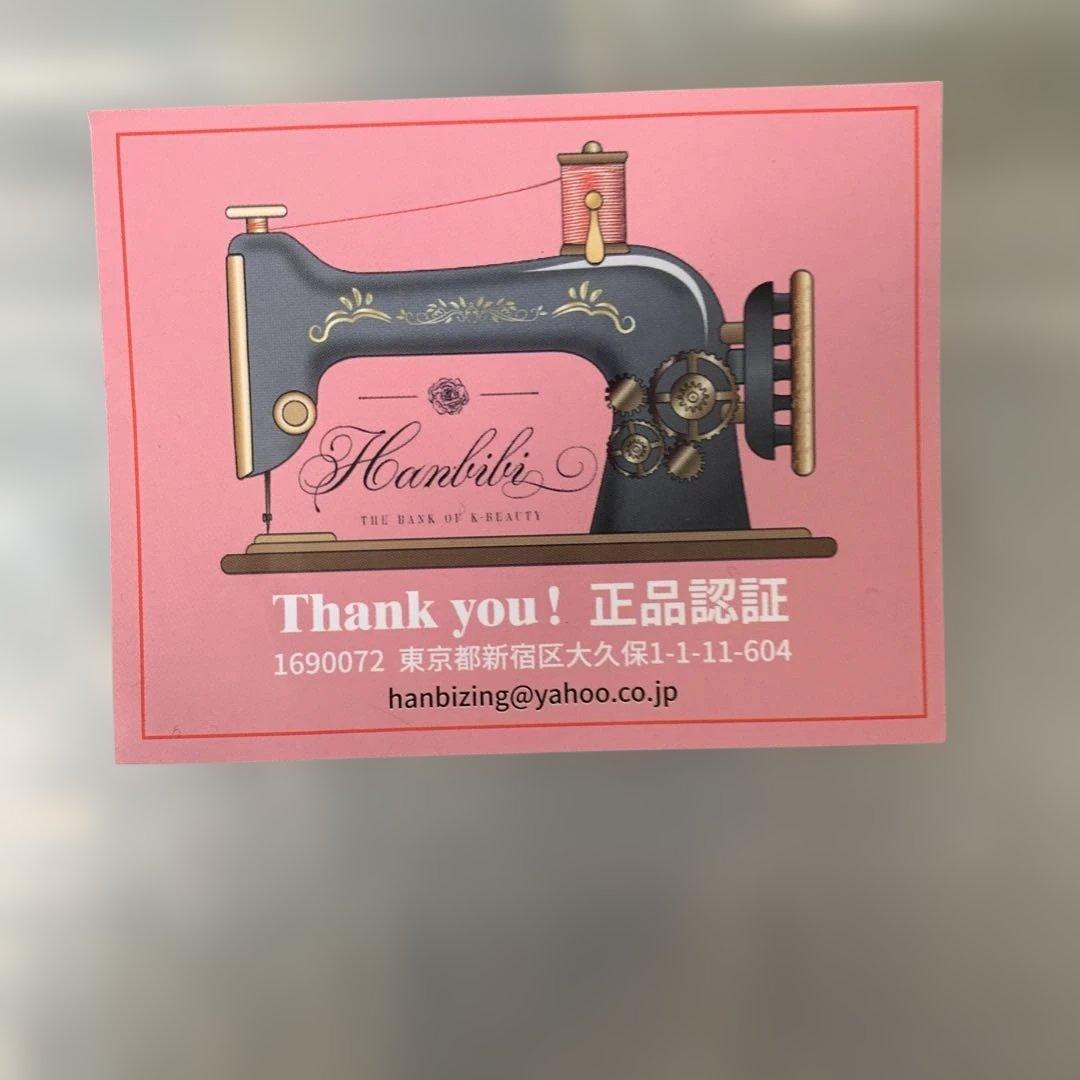 Hanbibi
THE BANK OF K-BEAUTY
Thank you! 正品認証
1690072 東京都新宿区大久保1-1-11-604
hanbizing@yahoo.co.jp